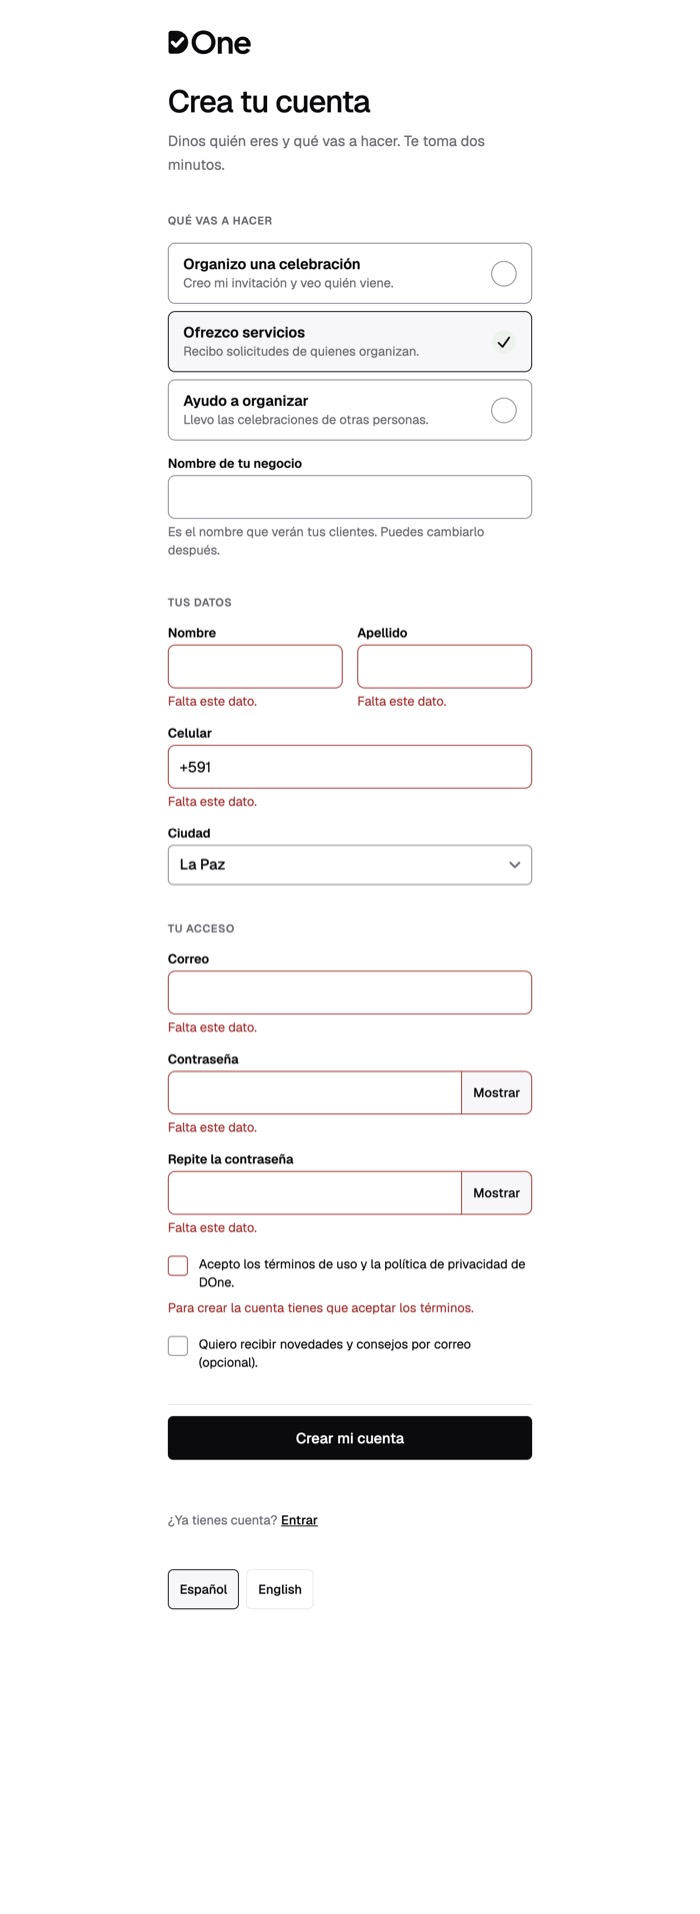 DOne
Crea tu cuenta
Dinos quién eres y qué vas a hacer. Te toma dos
minutos.
QUÉ VAS A HACER
Organizo una celebración
Creo mi invitación y veo quién viene.
Ofrezco servicios
Recibo solicitudes de quienes organizan.
Ayudo a organizar
Llevo las celebraciones de otras personas.
Nombre de tu negocio
Es el nombre que verán tus clientes. Puedes cambiarlo
después.
TUS DATOS
Nombre Apellido
Falta este dato. Falta este dato.
Celular
+591
Falta este dato.
Ciudad
La Paz
TU ACCESO
Correo
Falta este dato.
Contraseña
Mostrar
Falta este dato.
Repite la contraseña
Mostrar
Falta este dato.
Acepto los términos de uso y la política de privacidad de
DOne.
Para crear la cuenta tienes que aceptar los términos.
Quiero recibir novedades y consejos por correo
(opcional).
Crear mi cuenta
¿Ya tienes cuenta? Entrar
Español English